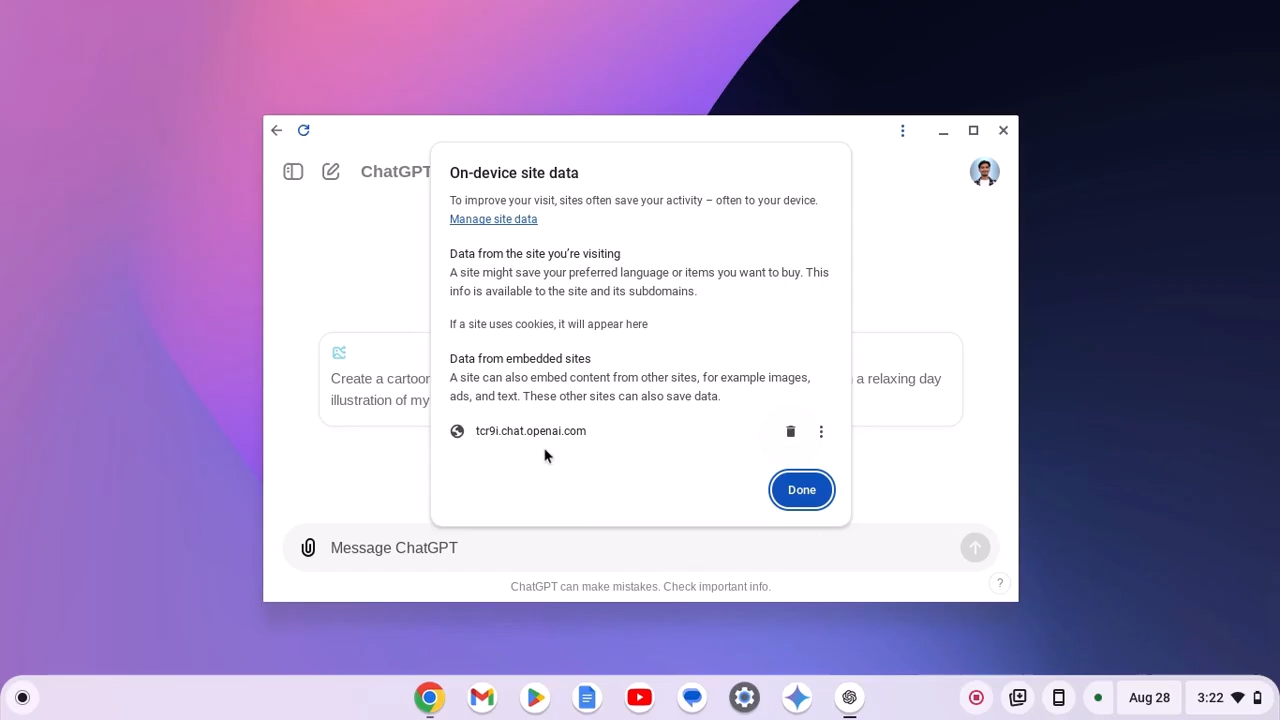 ChatGPT
On-device site data
To improve your visit, sites often save your activity – often to your device.
Manage site data
Data from the site you’re visiting
A site might save your preferred language or items you want to buy. This
info is available to the site and its subdomains.
If a site uses cookies, it will appear here
Data from embedded sites
A site can also embed content from other sites, for example images,
ads, and text. These other sites can also save data.
tcr9i.chat.openai.com
Done
Create a cartoon
illustration of my
a relaxing day
Message ChatGPT
ChatGPT can make mistakes. Check important info.
?
Aug 28
3:22